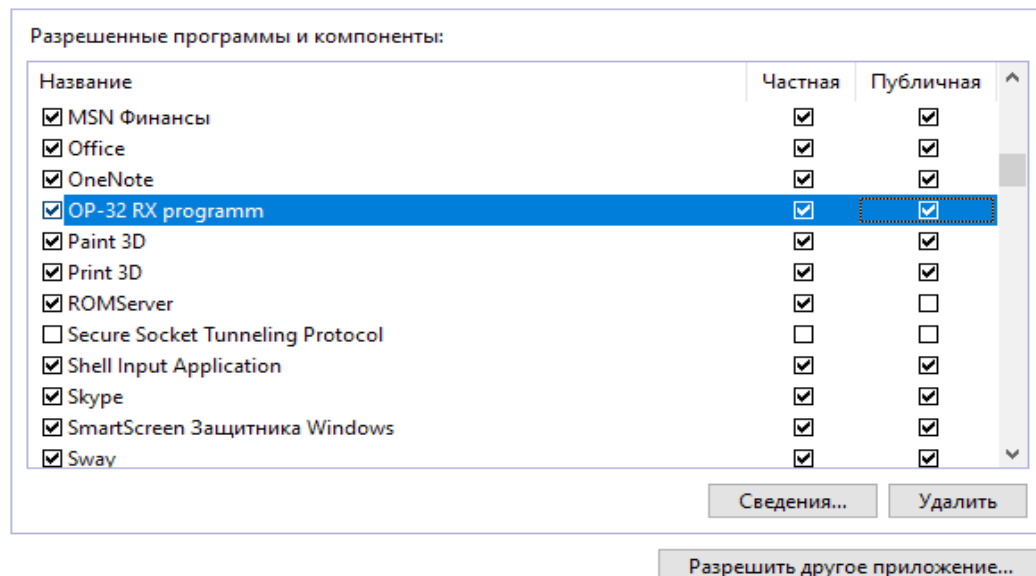 Разрешенные программы и компоненты:
Название Частная Публичная
MSN Финансы
Office
OneNote
OP-32 RX programm
Paint 3D
Print 3D
ROMServer
Secure Socket Tunneling Protocol
Shell Input Application
Skype
SmartScreen Защитника Windows
Sway
Сведения... Удалить
Разрешить другое приложение...